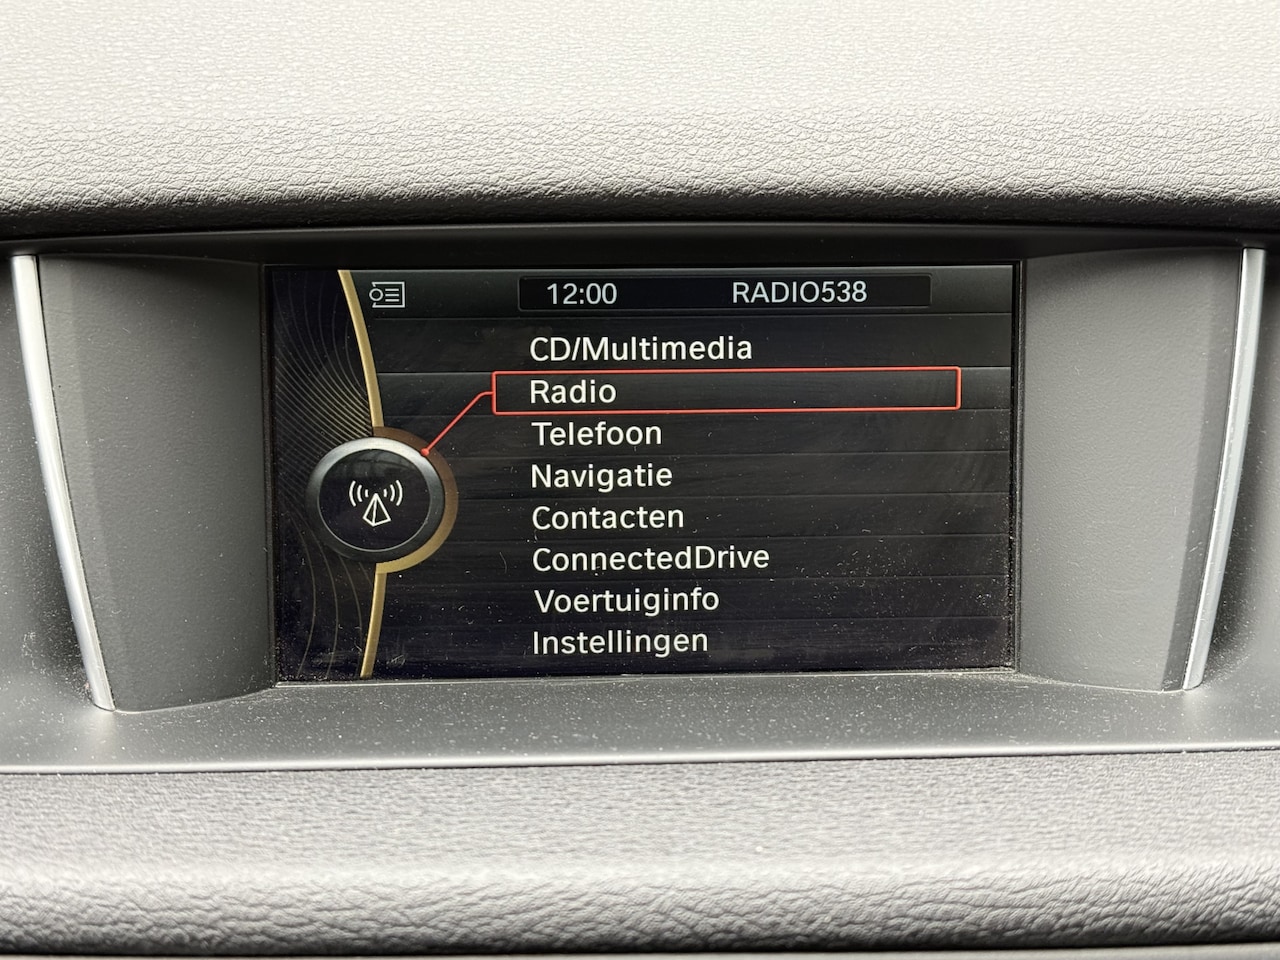 12:00 RADIO538
CD/Multimedia
Radio
Telefoon
Navigatie
Contacten
ConnectedDrive
Voertuiginfo
Instellingen